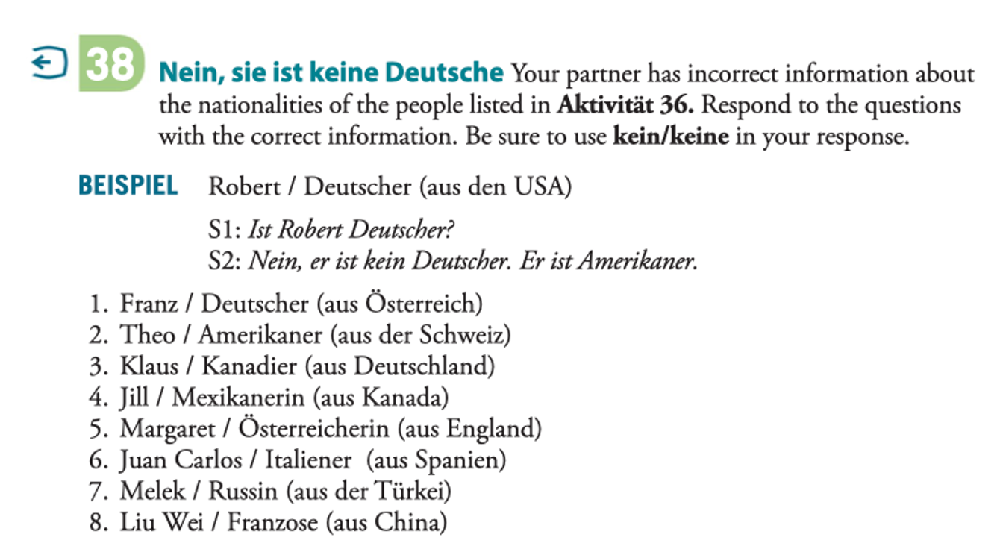 38 Nein, sie ist keine Deutsche Your partner has incorrect information about
the nationalities of the people listed in Aktivität 36. Respond to the questions
with the correct information. Be sure to use kein/keine in your response.
BEISPIEL Robert / Deutscher (aus den USA)
S1: Ist Robert Deutscher?
S2: Nein, er ist kein Deutscher. Er ist Amerikaner.
1. Franz / Deutscher (aus Österreich)
2. Theo / Amerikaner (aus der Schweiz)
3. Klaus / Kanadier (aus Deutschland)
4. Jill / Mexikanerin (aus Kanada)
5. Margaret / Österreicherin (aus England)
6. Juan Carlos / Italiener (aus Spanien)
7. Melek / Russin (aus der Türkei)
8. Liu Wei / Franzose (aus China)